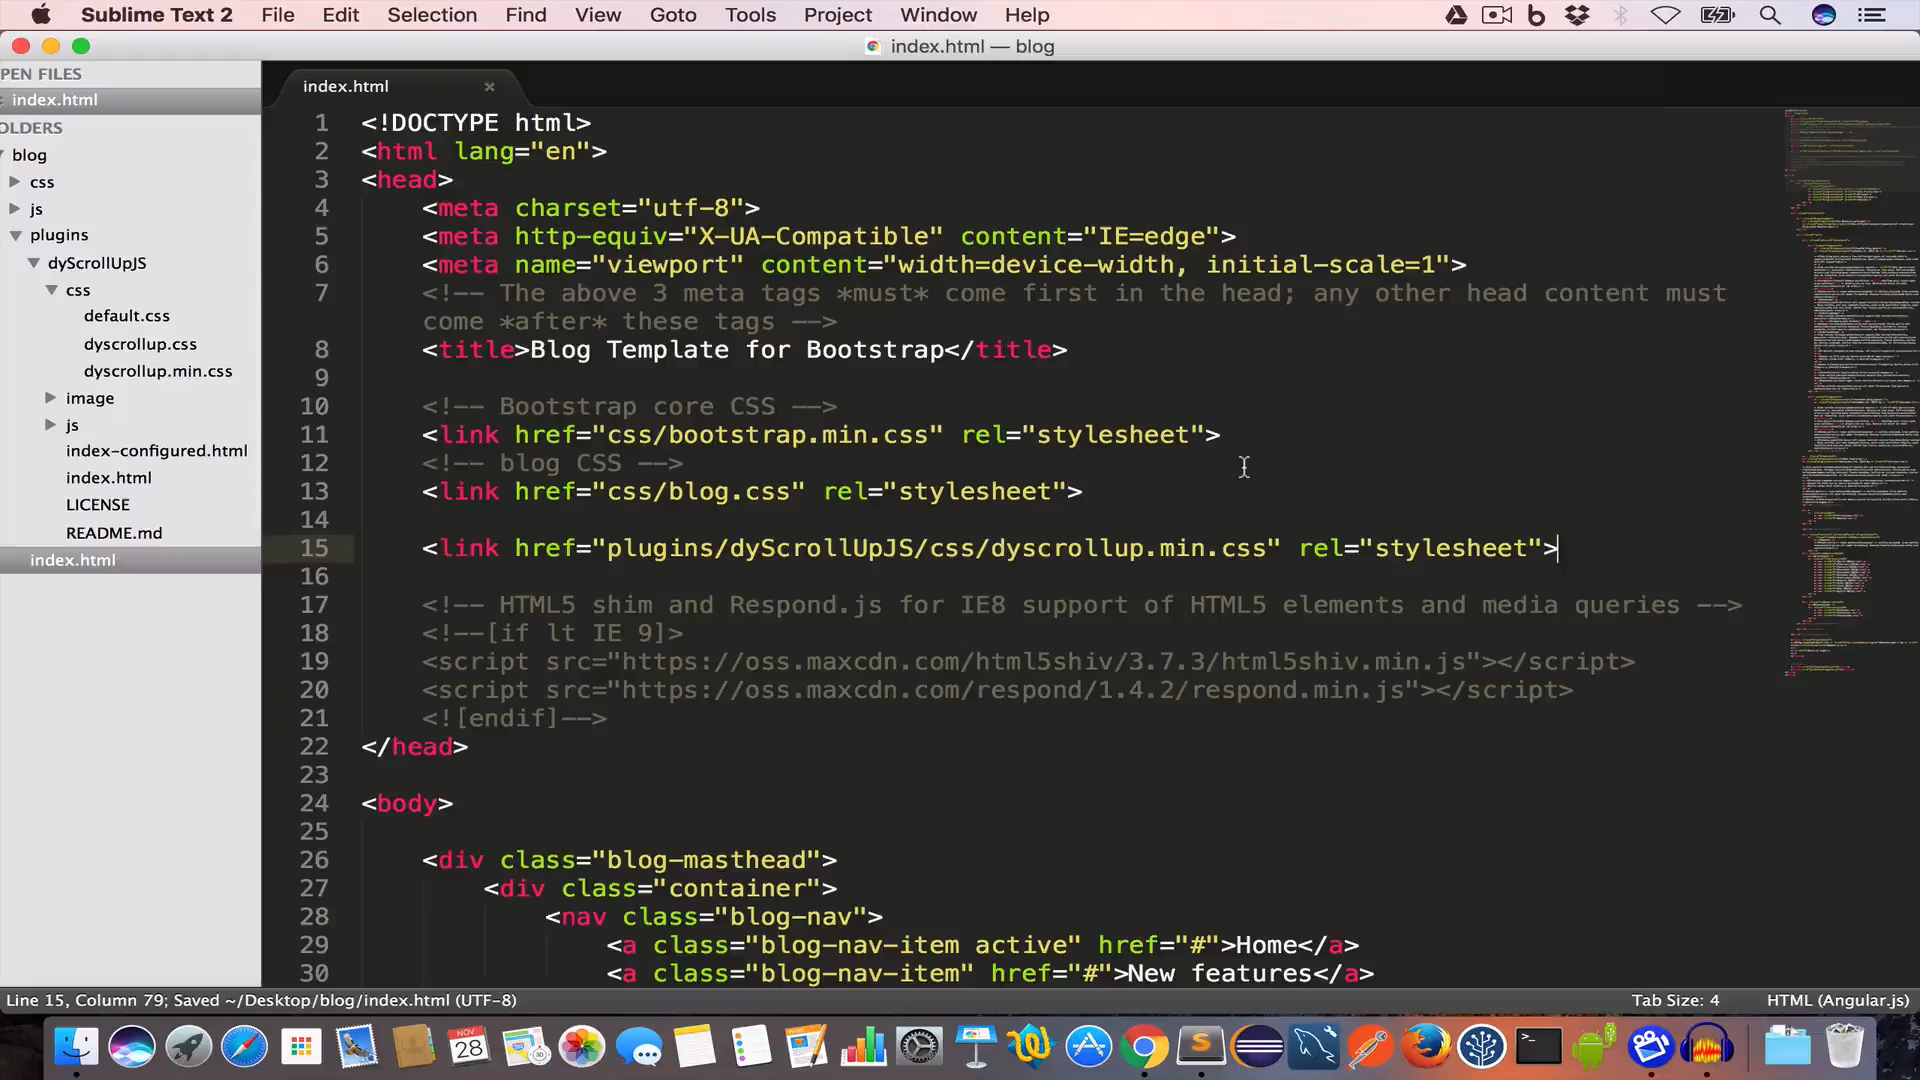 Sublime Text 2 File Edit Selection Find View Goto Tools Project Window Help
index.html — blog
PEN FILES
index.html
OLDERS
blog
css
js
plugins
dyScrollUpJS
css
default.css
dyscrollup.css
dyscrollup.min.css
image
js
index-configured.html
index.html
LICENSE
README.md
index.html
index.html ×
1 <!DOCTYPE html>
2 <html lang="en">
3 <head>
4 <meta charset="utf-8">
5 <meta http-equiv="X-UA-Compatible" content="IE=edge">
6 <meta name="viewport" content="width=device-width, initial-scale=1">
7 <!-- The above 3 meta tags *must* come first in the head; any other head content must
come *after* these tags -->
8 <title>Blog Template for Bootstrap</title>
9
10 <!-- Bootstrap core CSS -->
11 <link href="css/bootstrap.min.css" rel="stylesheet">
12 <!-- blog CSS -->
13 <link href="css/blog.css" rel="stylesheet">
14
15 <link href="plugins/dyScrollUpJS/css/dyscrollup.min.css" rel="stylesheet">
16
17 <!-- HTML5 shim and Respond.js for IE8 support of HTML5 elements and media queries -->
18 <!--[if lt IE 9]>
19 <script src="https://oss.maxcdn.com/html5shiv/3.7.3/html5shiv.min.js"></script>
20 <script src="https://oss.maxcdn.com/respond/1.4.2/respond.min.js"></script>
21 <![endif]-->
22 </head>
23
24 <body>
25
26 <div class="blog-masthead">
27 <div class="container">
28 <nav class="blog-nav">
29 <a class="blog-nav-item active" href="#">Home</a>
30 <a class="blog-nav-item" href="#">New features</a>
Line 15, Column 79; Saved ~/Desktop/blog/index.html (UTF-8) Tab Size: 4 HTML (Angular.js)
NOV
28